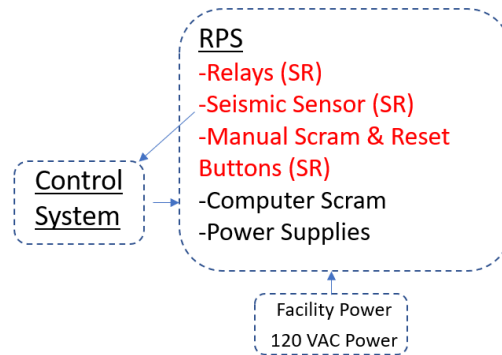 RPS
-Relays (SR)
-Seismic Sensor (SR)
-Manual Scram & Reset
Buttons (SR)
-Computer Scram
-Power Supplies
Control
System
Facility Power
120 VAC Power